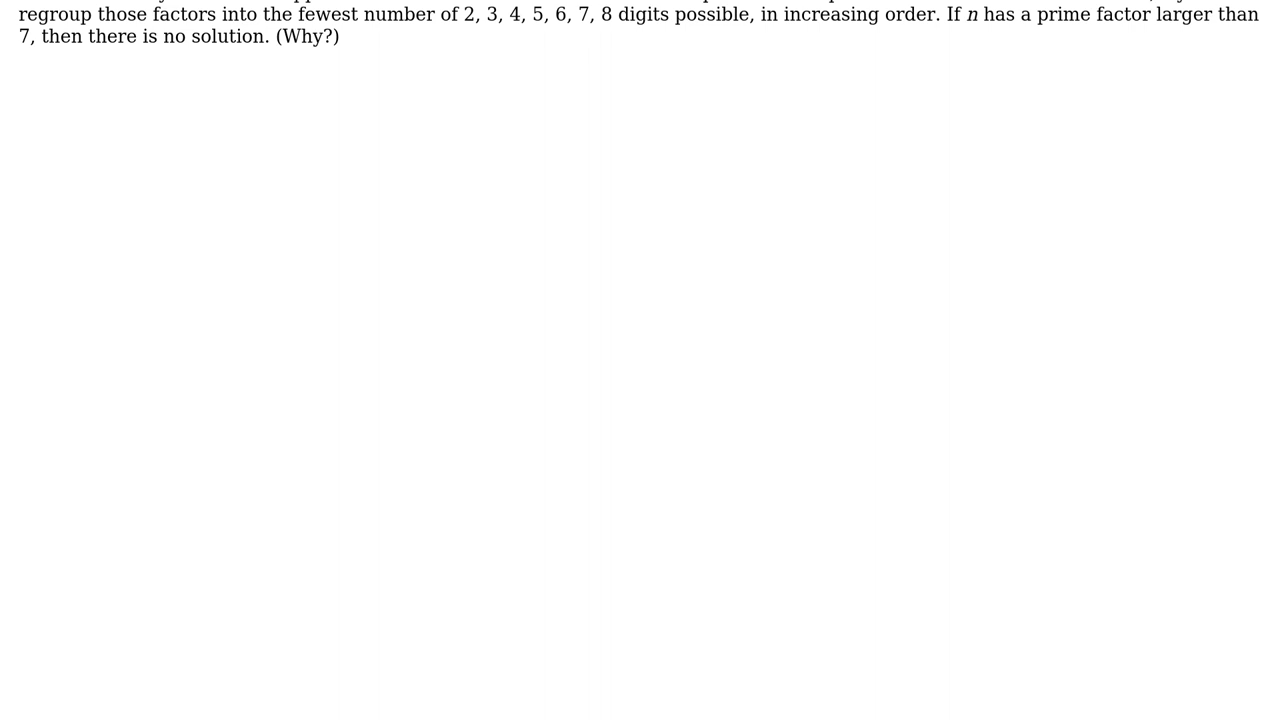 regroup those factors into the fewest number of 2, 3, 4, 5, 6, 7, 8 digits possible, in increasing order. If n has a prime factor larger than
7, then there is no solution. (Why?)